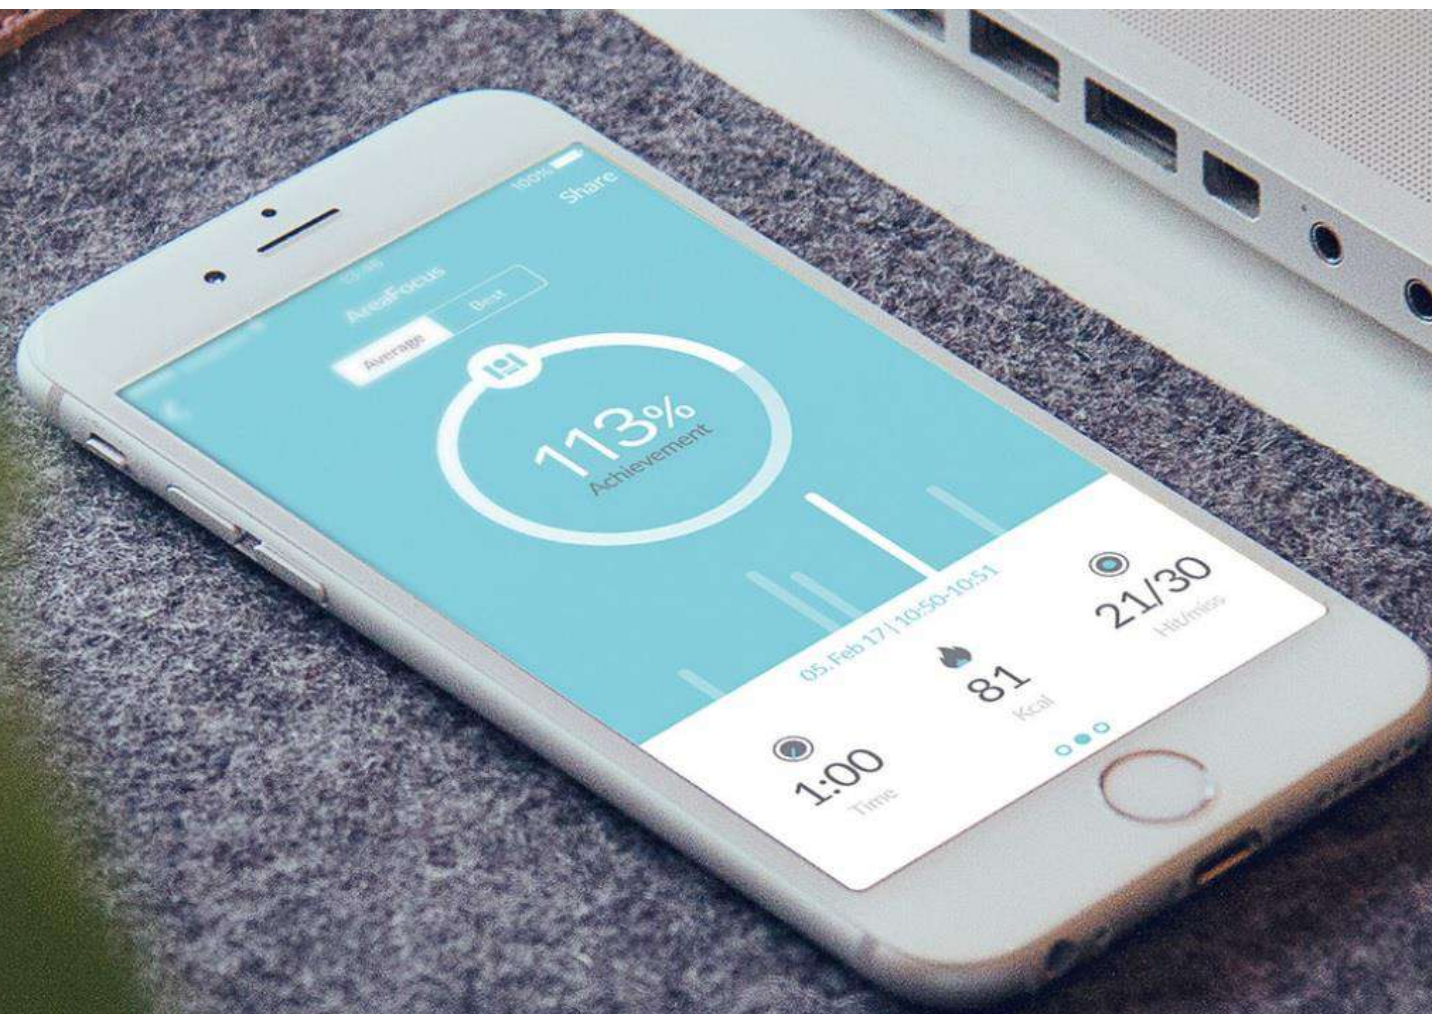 100%
Share
AreaFocus
Average Best
113%
Achievement
05. Feb 17 | 10:50-10:51
1:00
Time
81
Kcal
21/30
Hit/miss